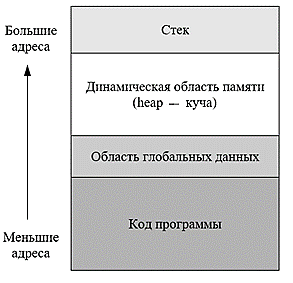 Большие
адреса
Стек
Динамическая область памяти
(heap — куча)
Область глобальных данных
Код программы
Меньшие
адреса